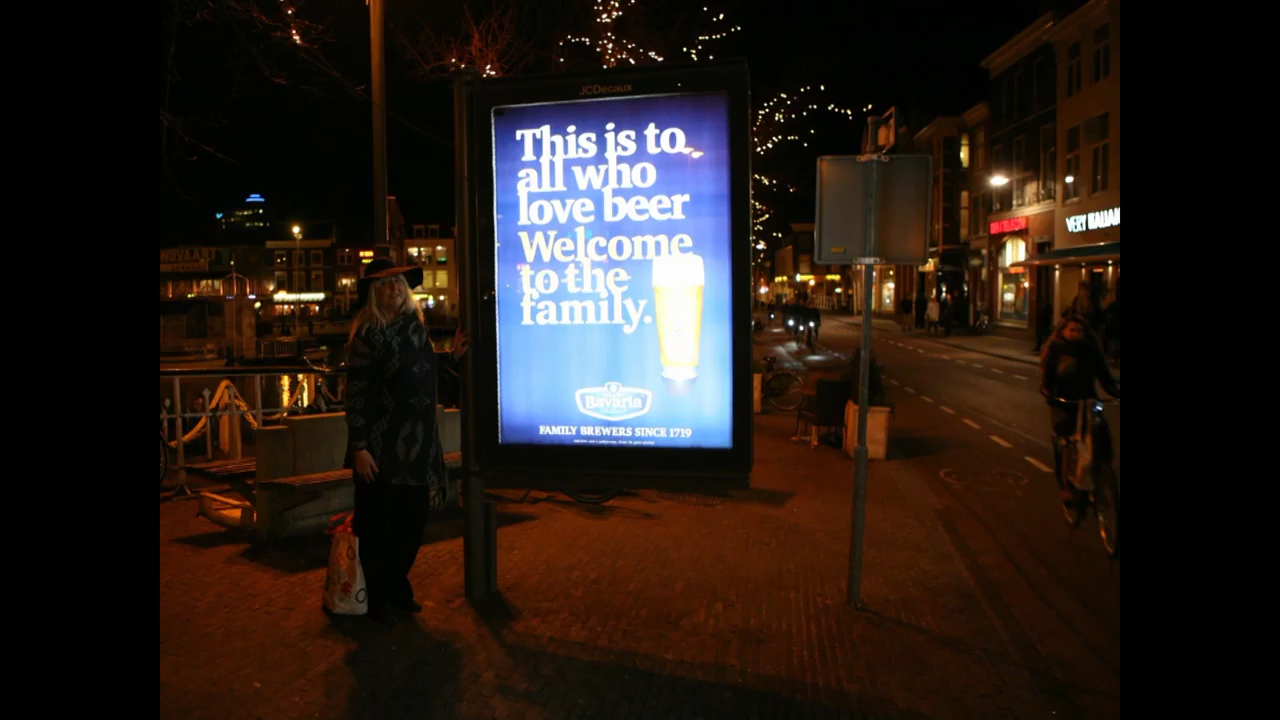 JCDecaux
This is to
all who
love beer
Welcome
to the
family.
Bavaria
FAMILY BREWERS SINCE 1719
VERY ITALIAN